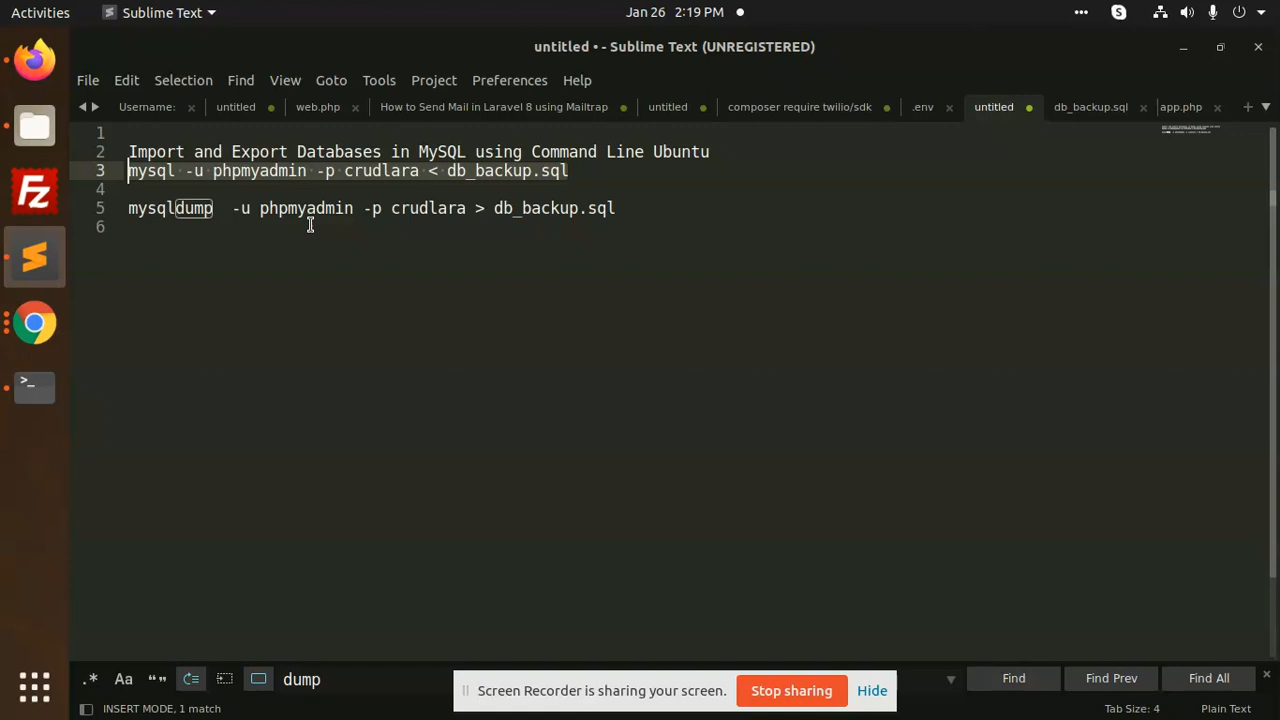 Activities
Sublime Text
Jan 26 2:19 PM
untitled • - Sublime Text (UNREGISTERED)
File Edit Selection Find View Goto Tools Project Preferences Help
Username: untitled web.php How to Send Mail in Laravel 8 using Mailtrap untitled composer require twilio/sdk .env untitled db_backup.sql app.php
1
2 Import and Export Databases in MySQL using Command Line Ubuntu
3 mysql -u phpmyadmin -p crudlara < db_backup.sql
4
5 mysqldump  -u phpmyadmin -p crudlara > db_backup.sql
6
.* Aa “” dump Find Find Prev Find All
Screen Recorder is sharing your screen. Stop sharing Hide
INSERT MODE, 1 match Tab Size: 4 Plain Text